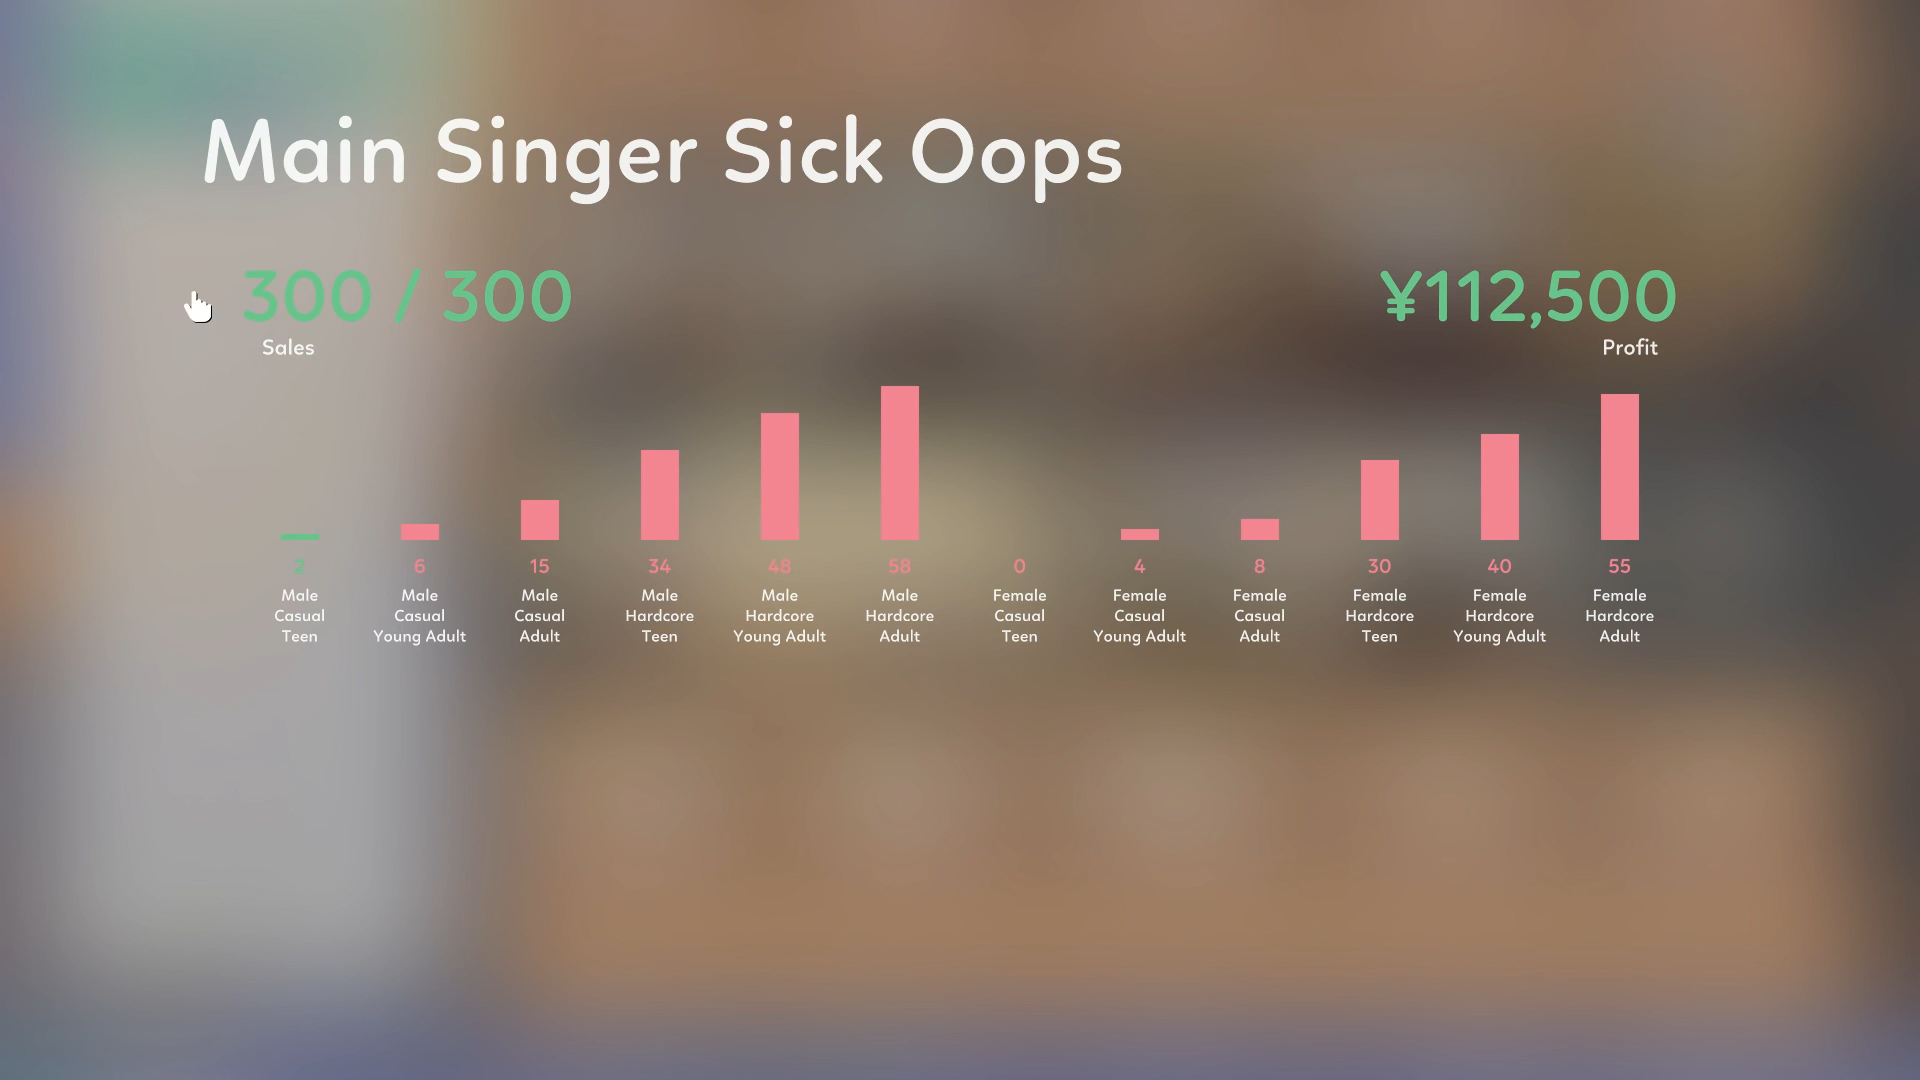 Main Singer Sick Oops
300 / 300
¥112,500
Sales
Profit
2
6
15
34
48
58
0
4
8
30
40
55
Male
Casual
Teen
Male
Casual
Young Adult
Male
Casual
Adult
Male
Hardcore
Teen
Male
Hardcore
Young Adult
Male
Hardcore
Adult
Female
Casual
Teen
Female
Casual
Young Adult
Female
Casual
Adult
Female
Hardcore
Teen
Female
Hardcore
Young Adult
Female
Hardcore
Adult